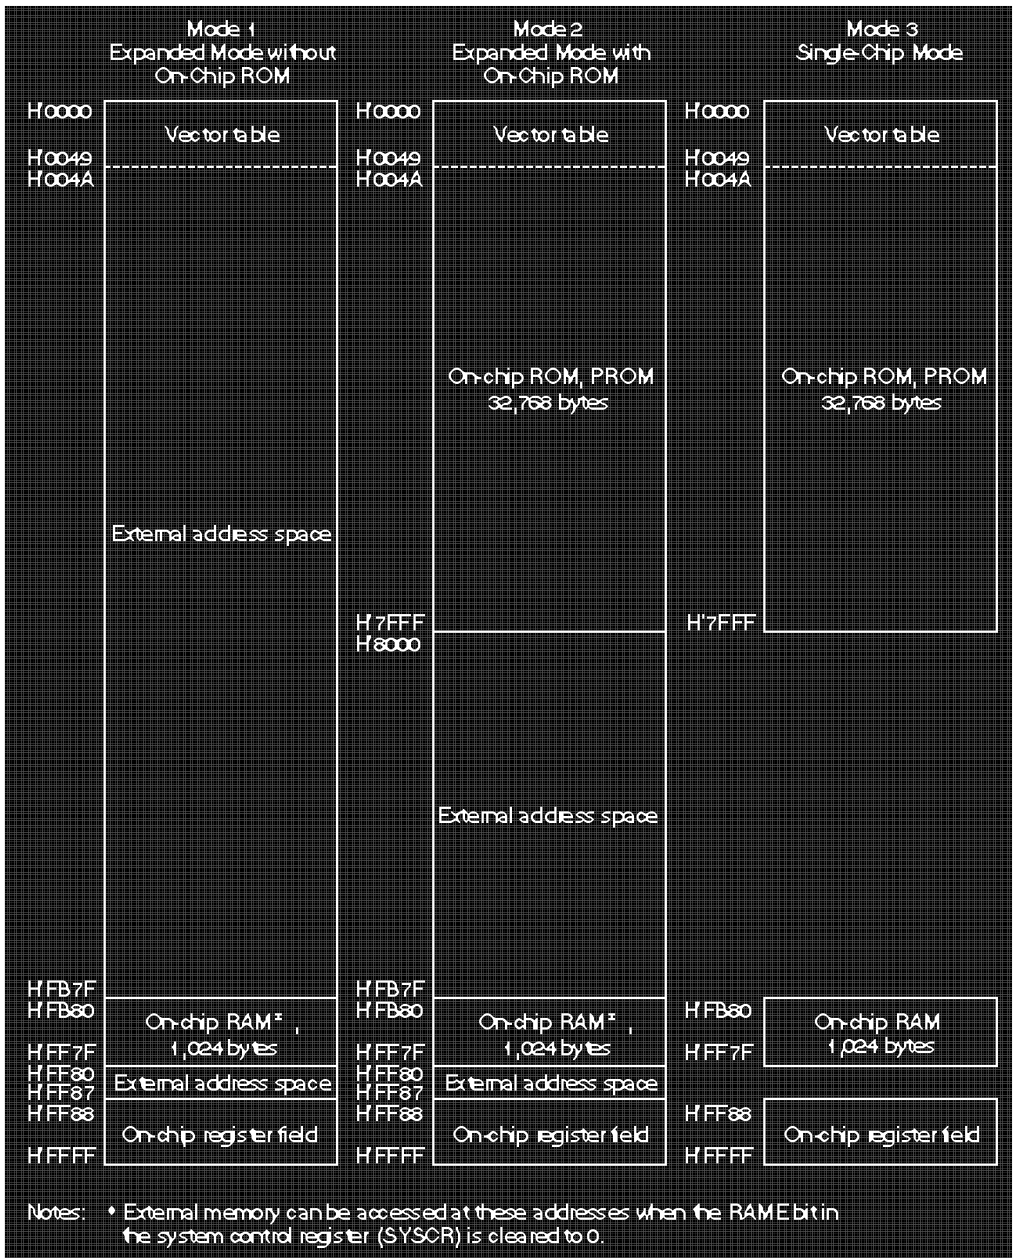 Mode 1
Expanded Mode without
On-Chip ROM
H'0000
Vector table
H'0049
H'004A
External address space
H'FB7F
H'FB80
On-chip RAM*,
1,024 bytes
H'FF7F
H'FF80
External address space
H'FF87
H'FF88
On-chip register field
H'FFFF
Mode 2
Expanded Mode with
On-Chip ROM
H'0000
Vector table
H'0049
H'004A
On-chip ROM, PROM
32,768 bytes
H'7FFF
H'8000
External address space
H'FB7F
H'FB80
On-chip RAM*,
1,024 bytes
H'FF7F
H'FF80
External address space
H'FF87
H'FF88
On-chip register field
H'FFFF
Mode 3
Single-Chip Mode
H'0000
Vector table
H'0049
H'004A
On-chip ROM, PROM
32,768 bytes
H'7FFF
H'FB80
On-chip RAM
1,024 bytes
H'FF7F
H'FF88
On-chip register field
H'FFFF
Notes: * External memory can be accessed at these addresses when the RAME bit in
the system control register (SYSCR) is cleared to 0.